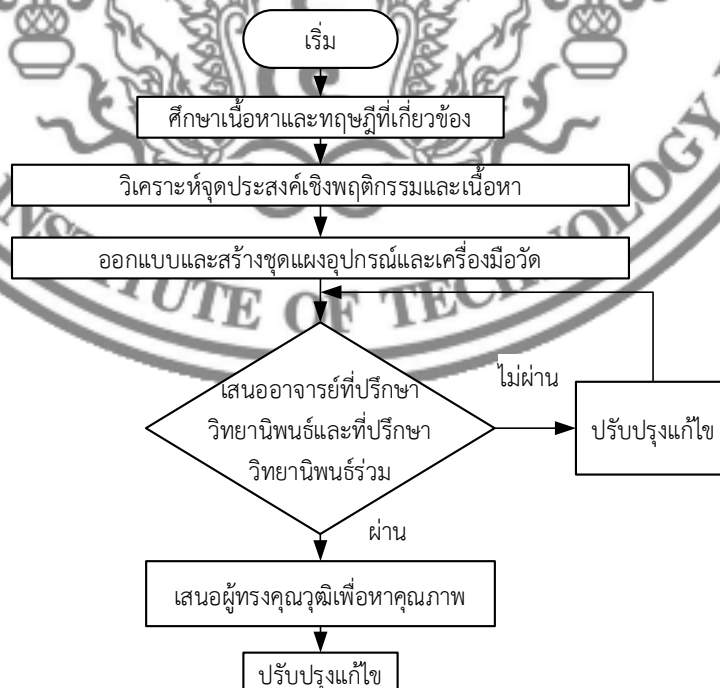 เริ่ม
ศึกษาเนื้อหาและทฤษฎีที่เกี่ยวข้อง
วิเคราะห์จุดประสงค์เชิงพฤติกรรมและเนื้อหา
ออกแบบและสร้างชุดแผงอุปกรณ์และเครื่องมือวัด
INSTITUTE OF TECHNOLOGY
เสนออาจารย์ที่ปรึกษา
วิทยานิพนธ์และที่ปรึกษา
วิทยานิพนธ์ร่วม
ไม่ผ่าน
ปรับปรุงแก้ไข
ผ่าน
เสนอผู้ทรงคุณวุฒิเพื่อหาคุณภาพ
ปรับปรุงแก้ไข